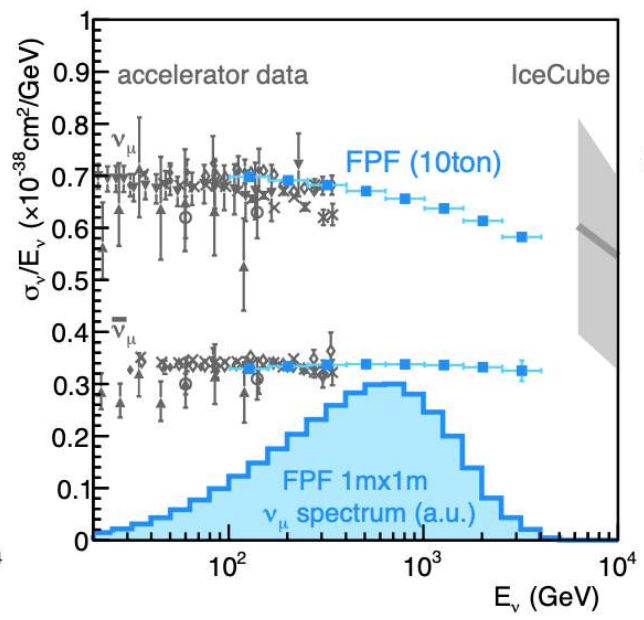 1
0.9
0.8
0.7
0.6
0.5
0.4
0.3
0.2
0.1
0
σν/Eν (×10⁻³⁸cm²/GeV)
accelerator data
IceCube
νμ
FPF (10ton)
ν̅μ
FPF 1mx1m
νμ spectrum (a.u.)
10²
10³
10⁴
Eν (GeV)